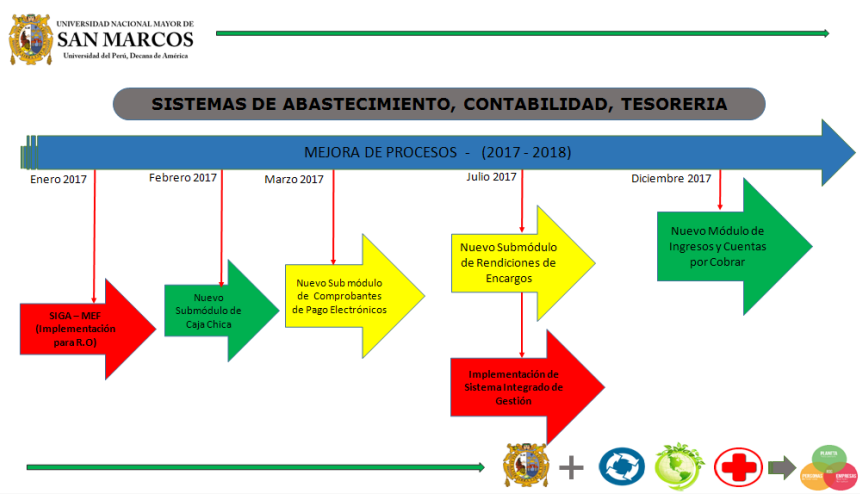 UNIVERSIDAD NACIONAL MAYOR DE
SAN MARCOS
Universidad del Perú, Decana de América
SISTEMAS DE ABASTECIMIENTO, CONTABILIDAD, TESORERIA
MEJORA DE PROCESOS - (2017 - 2018)
Enero 2017
Febrero 2017
Marzo 2017
Julio 2017
Diciembre 2017
SIGA – MEF
(Implementación
para R.O)
Nuevo
Submódulo de
Caja Chica
Nuevo Sub módulo
de Comprobantes
de Pago Electrónicos
Nuevo Submódulo
de Rendiciones de
Encargos
Implementación de
Sistema Integrado de
Gestión
Nuevo Módulo de
Ingresos y Cuentas
por Cobrar
PLANETA
PERSONAS
EMPRESAS